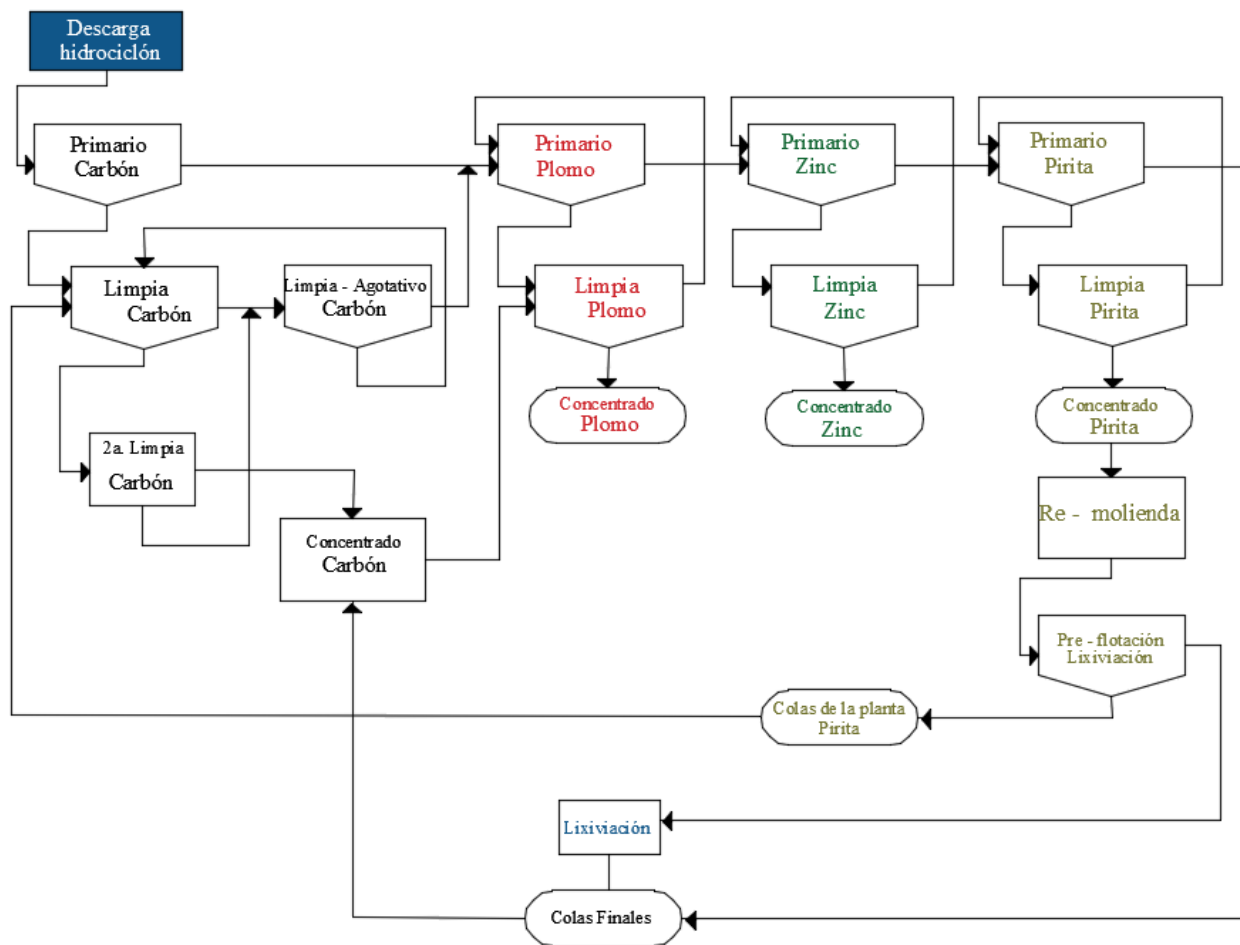 Descarga
hidrociclón
Primario
Carbón
Primario
Plomo
Primario
Zinc
Primario
Pirita
Limpia
Carbón
Limpia - Agotativo
Carbón
Limpia
Plomo
Limpia
Zinc
Limpia
Pirita
Concentrado
Plomo
Concentrado
Zinc
Concentrado
Pirita
2a. Limpia
Carbón
Concentrado
Carbón
Re - molienda
Pre - flotación
Lixiviación
Colas de la planta
Pirita
Lixiviación
Colas Finales